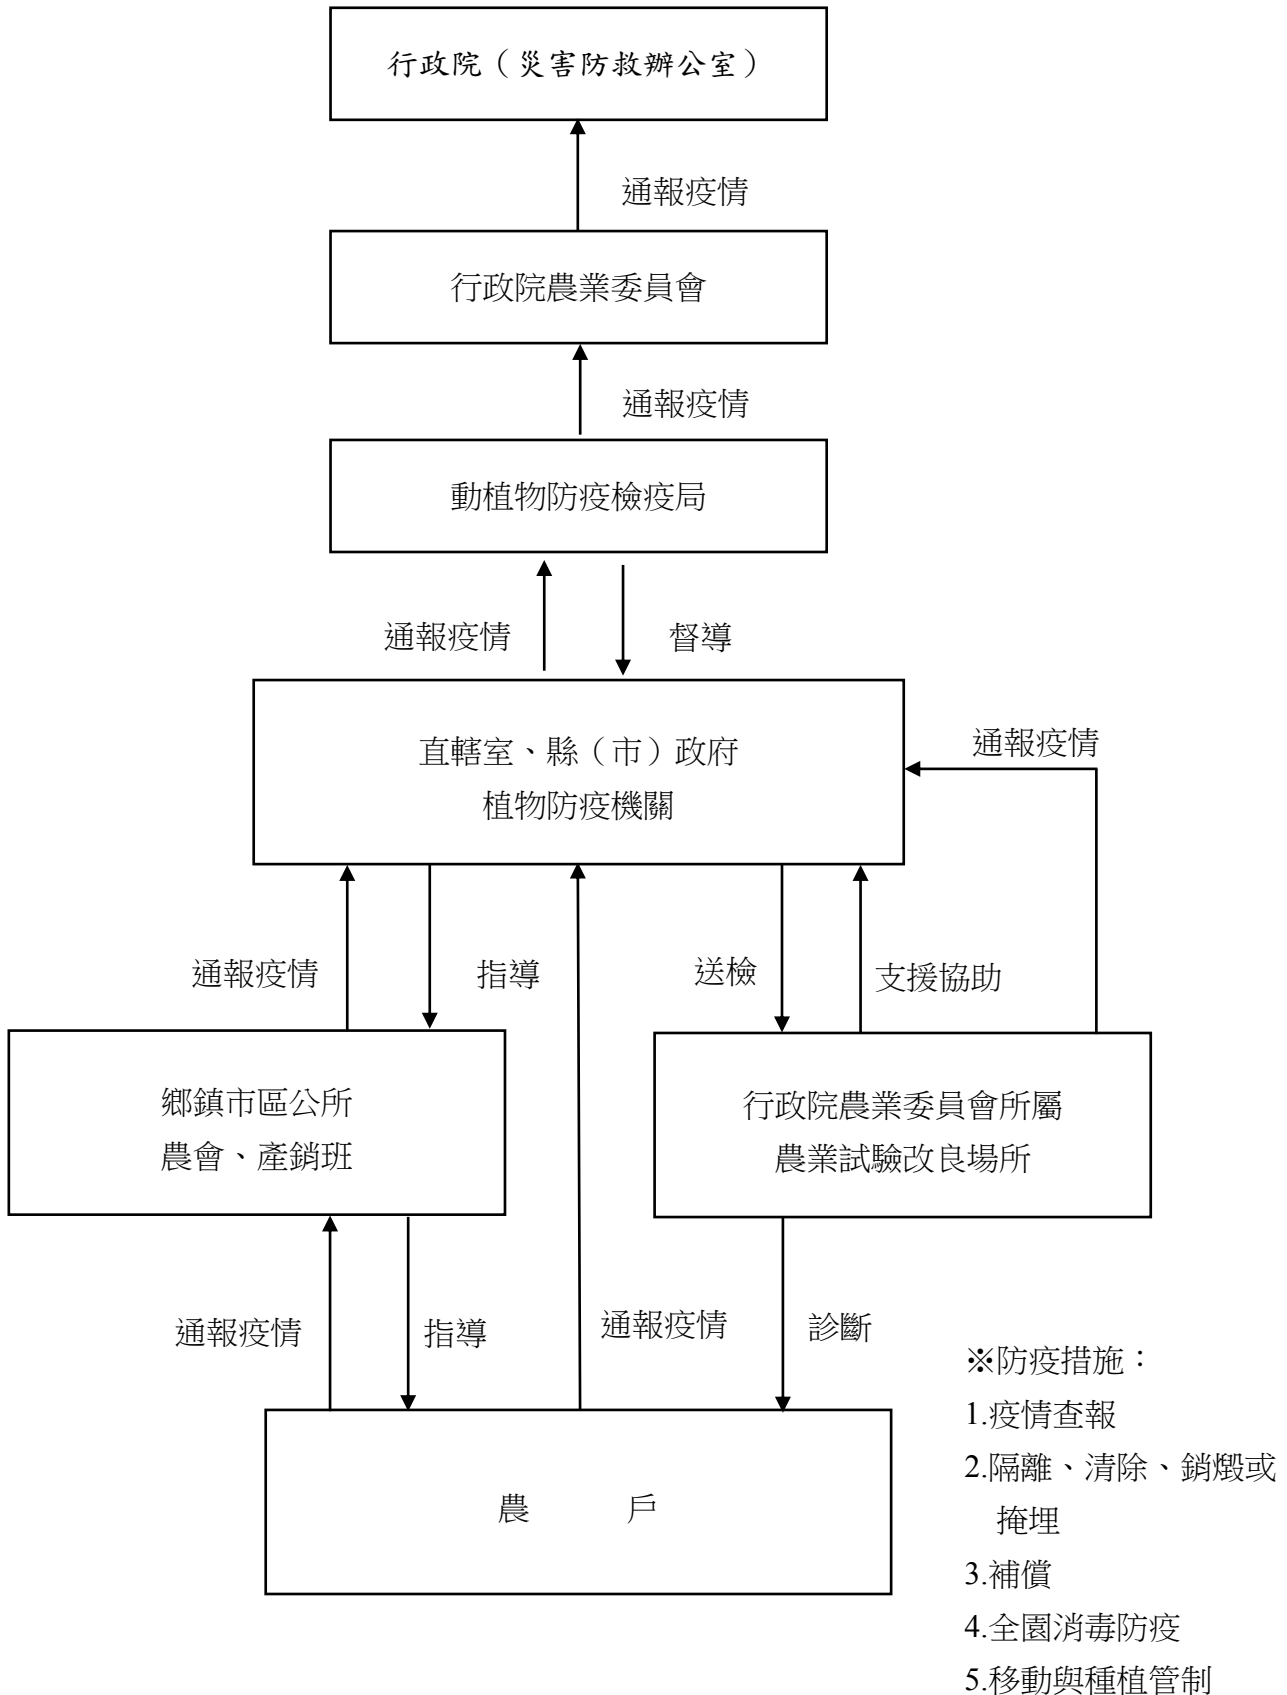 行政院（災害防救辦公室）
通報疫情
行政院農業委員會
通報疫情
動植物防疫檢疫局
通報疫情
督導
直轄室、縣（市）政府
植物防疫機關
通報疫情
通報疫情
指導
送檢
支援協助
鄉鎮市區公所
農會、產銷班
行政院農業委員會所屬
農業試驗改良場所
通報疫情
指導
通報疫情
診斷
農　　　戶
※防疫措施：
1.疫情查報
2.隔離、清除、銷燬或
掩埋
3.補償
4.全園消毒防疫
5.移動與種植管制